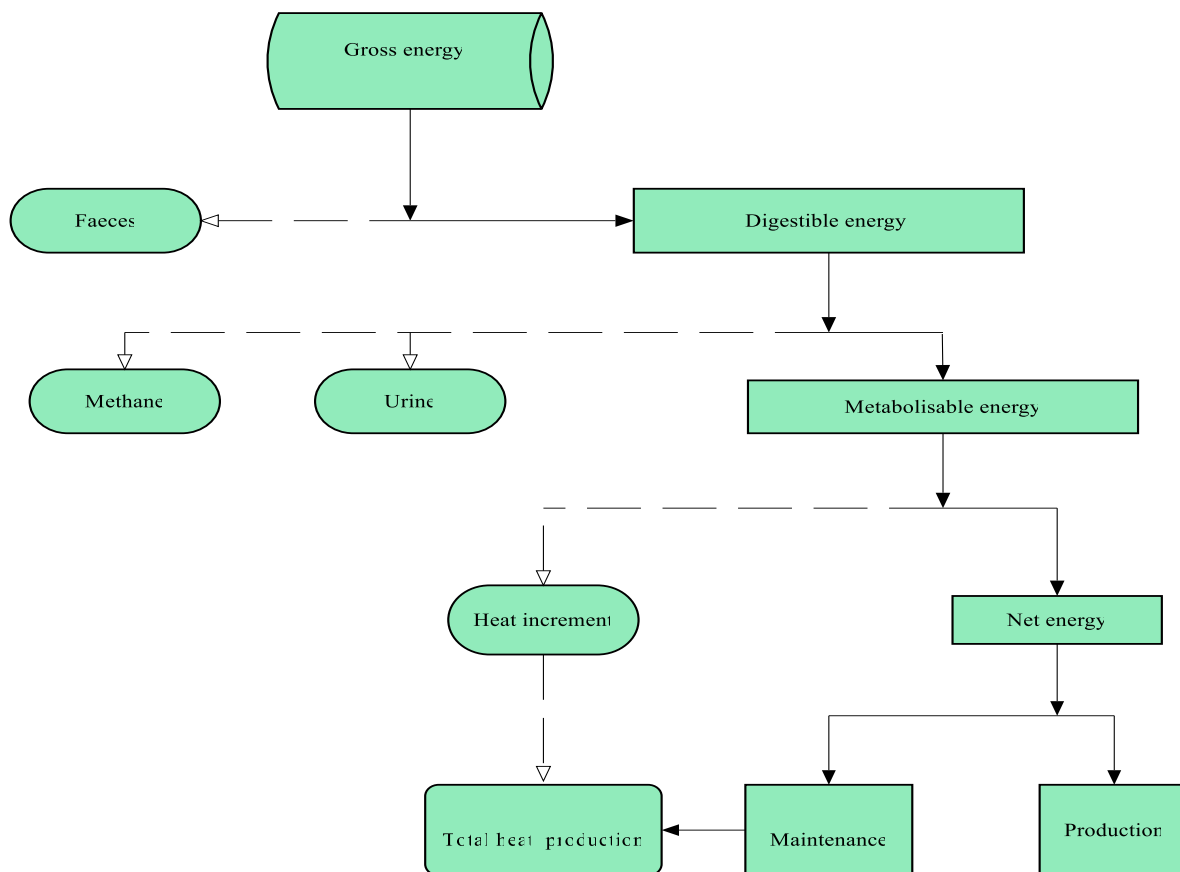 Gross energy
Faeces
Digestible energy
Methane
Urine
Metabolisable energy
Heat increment
Net energy
Total heat production
Maintenance
Production